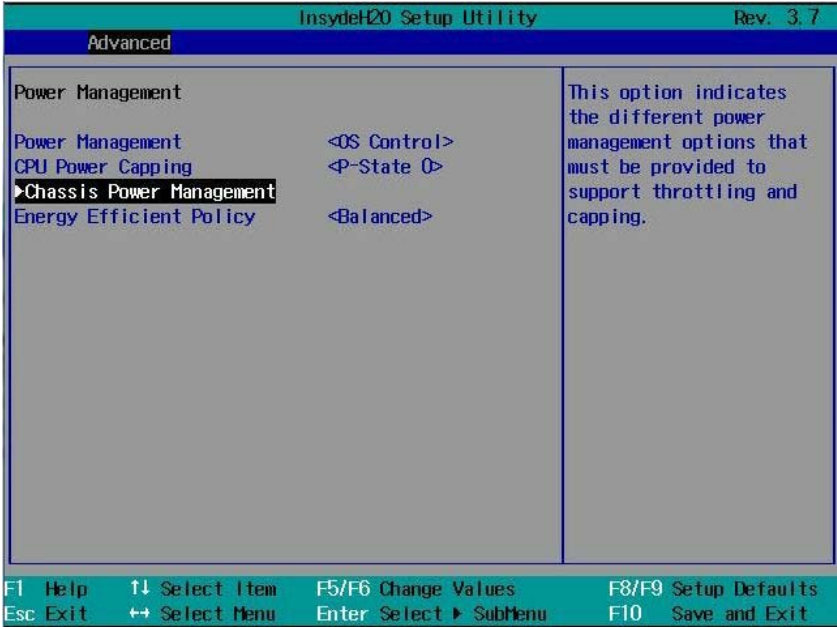 InsydeH2O Setup Utility Rev. 3.7
Advanced
Power Management
Power Management <OS Control>
CPU Power Capping <P-State 0>
▶Chassis Power Management
Energy Efficient Policy <Balanced>
This option indicates
the different power
management options that
must be provided to
support throttling and
capping.
F1 Help ↑↓ Select Item F5/F6 Change Values F8/F9 Setup Defaults
Esc Exit ↔ Select Menu Enter Select ▶ SubMenu F10 Save and Exit